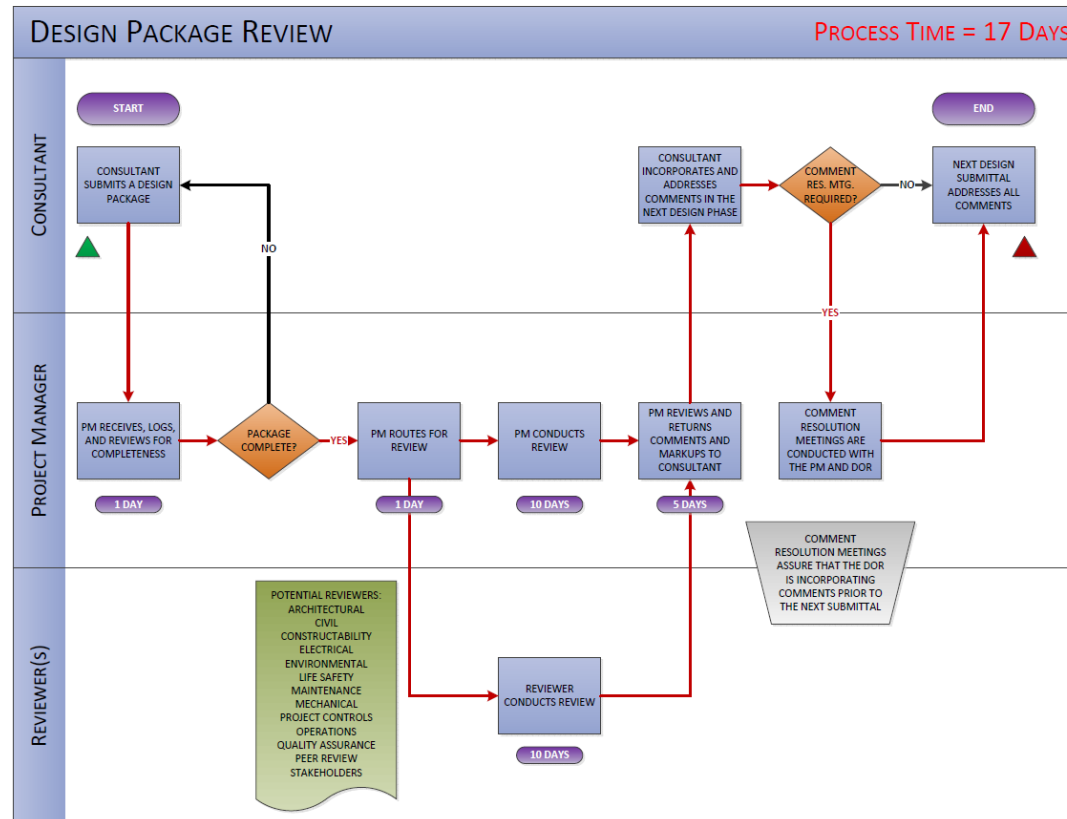 DESIGN PACKAGE REVIEW
PROCESS TIME = 17 DAYS
CONSULTANT
START
CONSULTANT
SUBMITS A DESIGN
PACKAGE
NO
CONSULTANT
INCORPORATES AND
ADDRESSES
COMMENTS IN THE
NEXT DESIGN PHASE
COMMENT
RES. MTG.
REQUIRED?
NO
END
NEXT DESIGN
SUBMITTAL
ADDRESSES ALL
COMMENTS
YES
PROJECT MANAGER
PM RECEIVES, LOGS,
AND REVIEWS FOR
COMPLETENESS
1 DAY
PACKAGE
COMPLETE?
YES
PM ROUTES FOR
REVIEW
1 DAY
PM CONDUCTS
REVIEW
10 DAYS
PM REVIEWS AND
RETURNS
COMMENTS AND
MARKUPS TO
CONSULTANT
5 DAYS
COMMENT
RESOLUTION
MEETINGS ARE
CONDUCTED WITH
THE PM AND DOR
COMMENT
RESOLUTION MEETINGS
ASSURE THAT THE DOR
IS INCORPORATING
COMMENTS PRIOR TO
THE NEXT SUBMITTAL
REVIEWER(S)
POTENTIAL REVIEWERS:
ARCHITECTURAL
CIVIL
CONSTRUCTABILITY
ELECTRICAL
ENVIRONMENTAL
LIFE SAFETY
MAINTENANCE
MECHANICAL
PROJECT CONTROLS
OPERATIONS
QUALITY ASSURANCE
PEER REVIEW
STAKEHOLDERS
REVIEWER
CONDUCTS REVIEW
10 DAYS